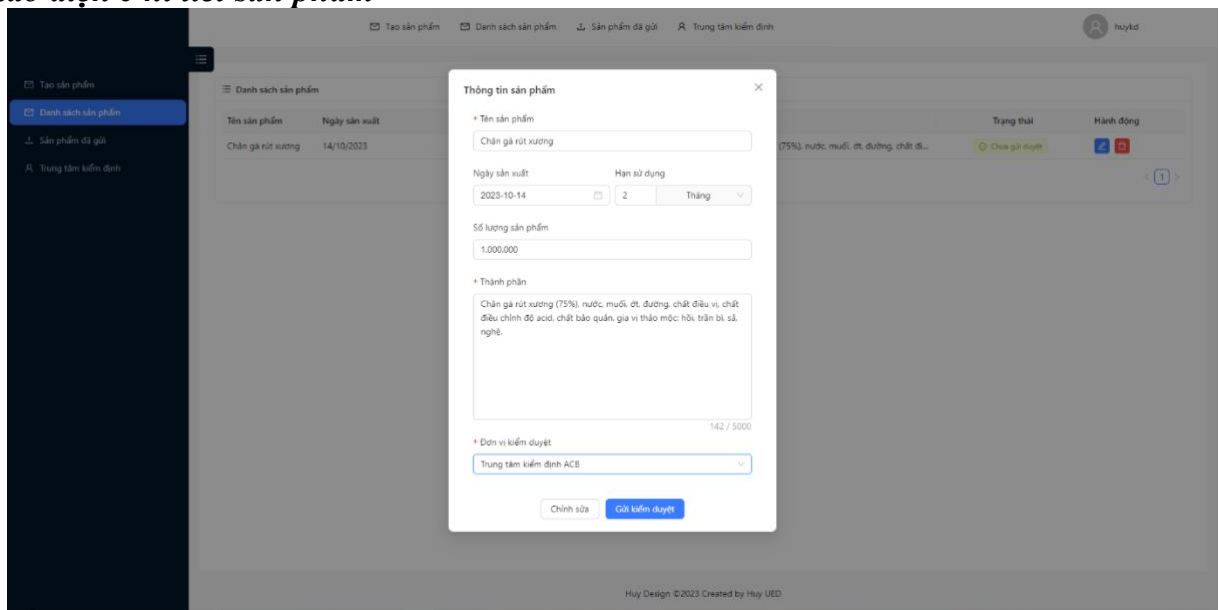 Tạo sản phẩm Danh sách sản phẩm Sản phẩm đã gửi Trung tâm kiểm định huykd
Tạo sản phẩm
Danh sách sản phẩm
Sản phẩm đã gửi
Trung tâm kiểm định
Danh sách sản phẩm
Tên sản phẩm Ngày sản xuất Trạng thái Hành động
Chân gà rút xương 14/10/2023 (75%), nước, muối, ớt, đường, chất đi... Chưa gửi duyệt
1
Thông tin sản phẩm
* Tên sản phẩm
Chân gà rút xương
Ngày sản xuất Hạn sử dụng
2023-10-14 2 Tháng
Số lượng sản phẩm
1.000.000
* Thành phần
Chân gà rút xương (75%), nước, muối, ớt, đường, chất điều vị, chất
điều chỉnh độ acid, chất bảo quản, gia vị thảo mộc: hồi, trần bì, sả,
nghệ.
142 / 5000
* Đơn vị kiểm duyệt
Trung tâm kiểm định ACB
Chỉnh sửa Gửi kiểm duyệt
Huy Design ©2023 Created by Huy UED